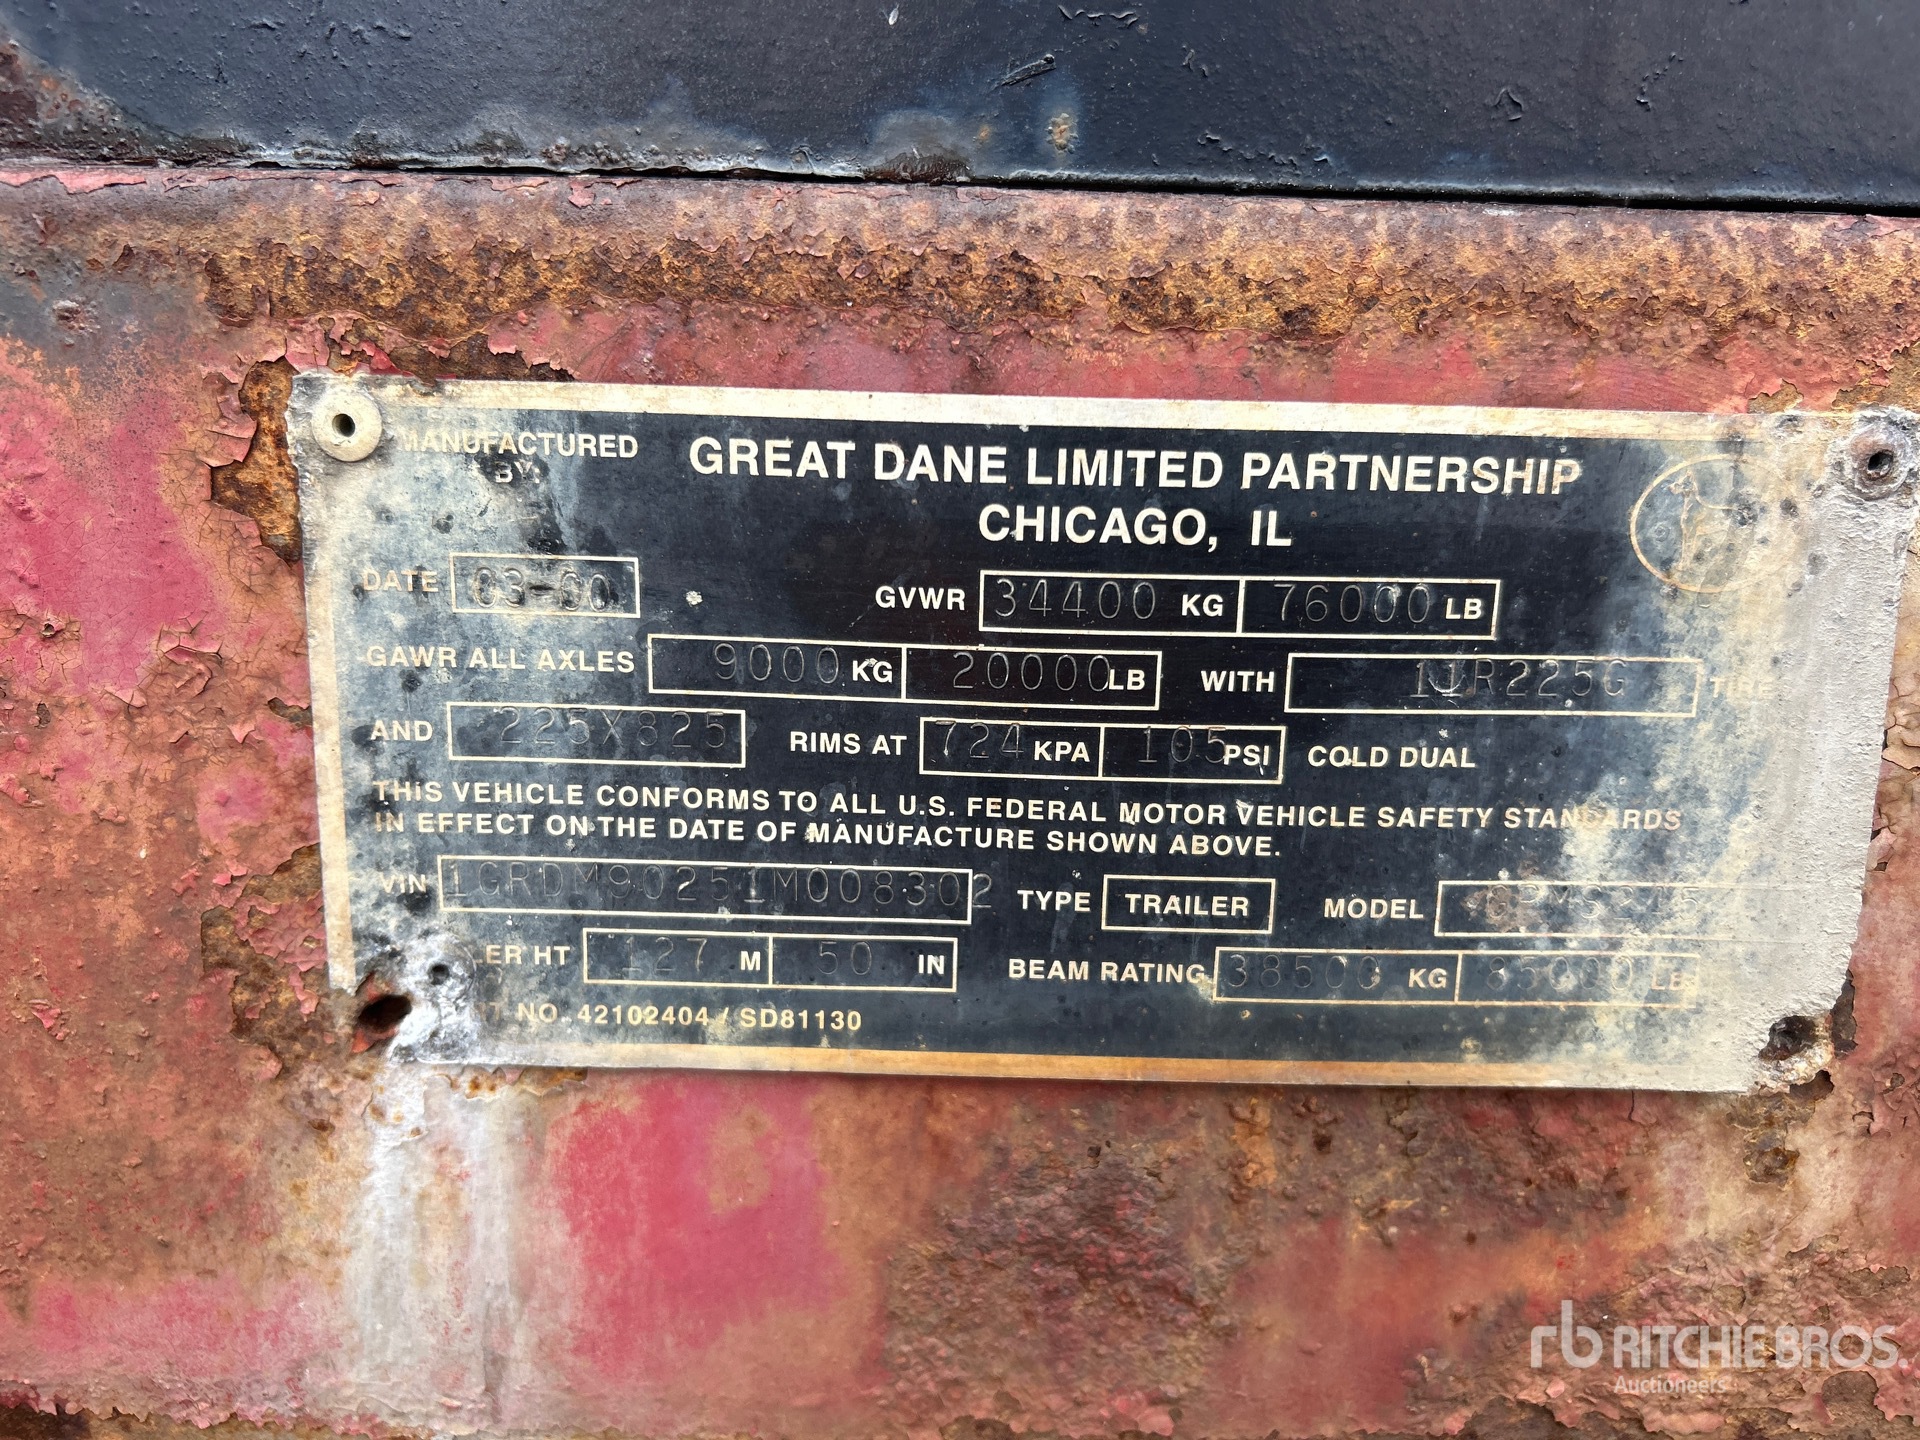 MANUFACTURED BY: GREAT DANE LIMITED PARTNERSHIP
CHICAGO, IL
DATE 03-00 GVWR 34400 KG 76000 LB
GAWR ALL AXLES 9000 KG 20000 LB WITH 11R225G TIRE
AND 225X825 RIMS AT 724 KPA 105 PSI COLD DUAL
THIS VEHICLE CONFORMS TO ALL U.S. FEDERAL MOTOR VEHICLE SAFETY STANDARDS
IN EFFECT ON THE DATE OF MANUFACTURE SHOWN ABOVE.
VIN 1GRDM90251M008302 TYPE TRAILER MODEL
ER HT 127 M 50 IN BEAM RATING 38500 KG 85000 LB
NO. 42102404 / SD81130
rb RITCHIE BROS.
Auctioneers